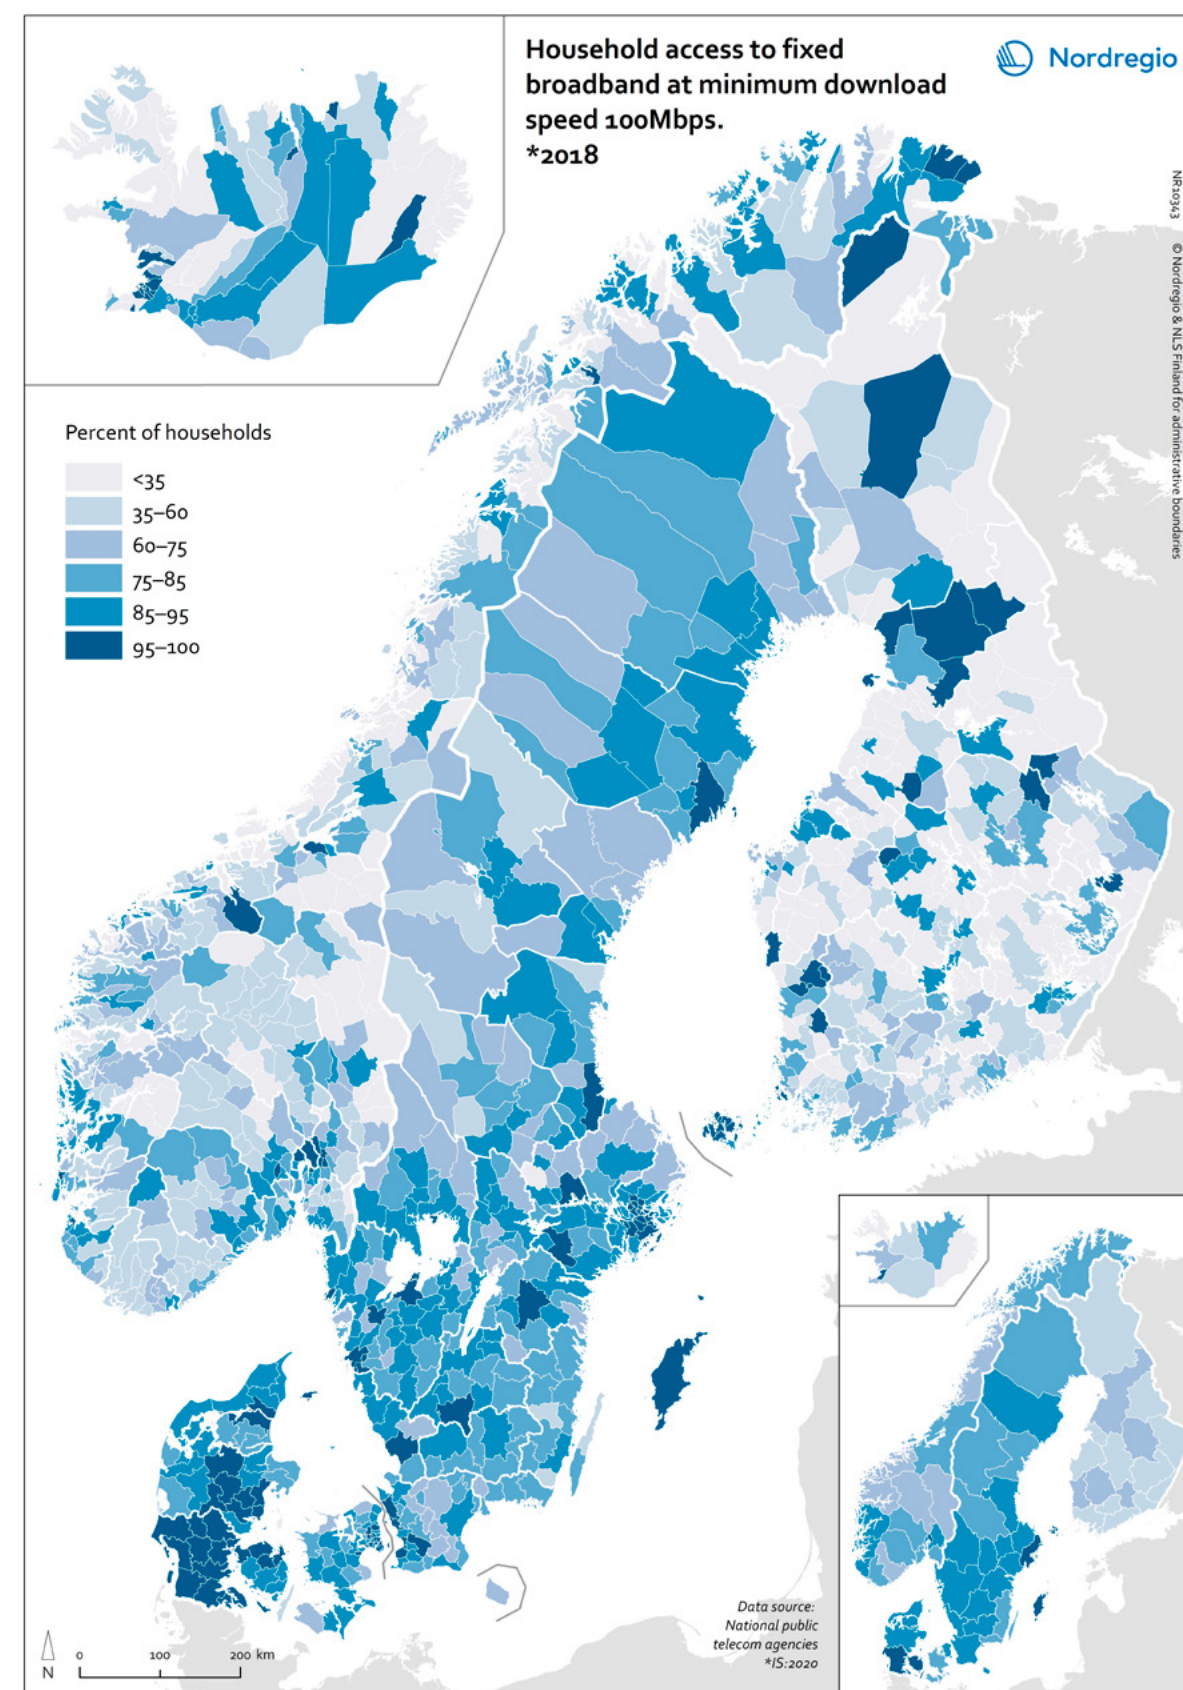 Household access to fixed
broadband at minimum download
speed 100Mbps.
*2018
Nordregio
NR10343 © Nordregio & NLS Finland for administrative boundaries
Percent of households
<35
35–60
60–75
75–85
85–95
95–100
Data source:
National public
telecom agencies
*IS:2020
0 100 200 km
N